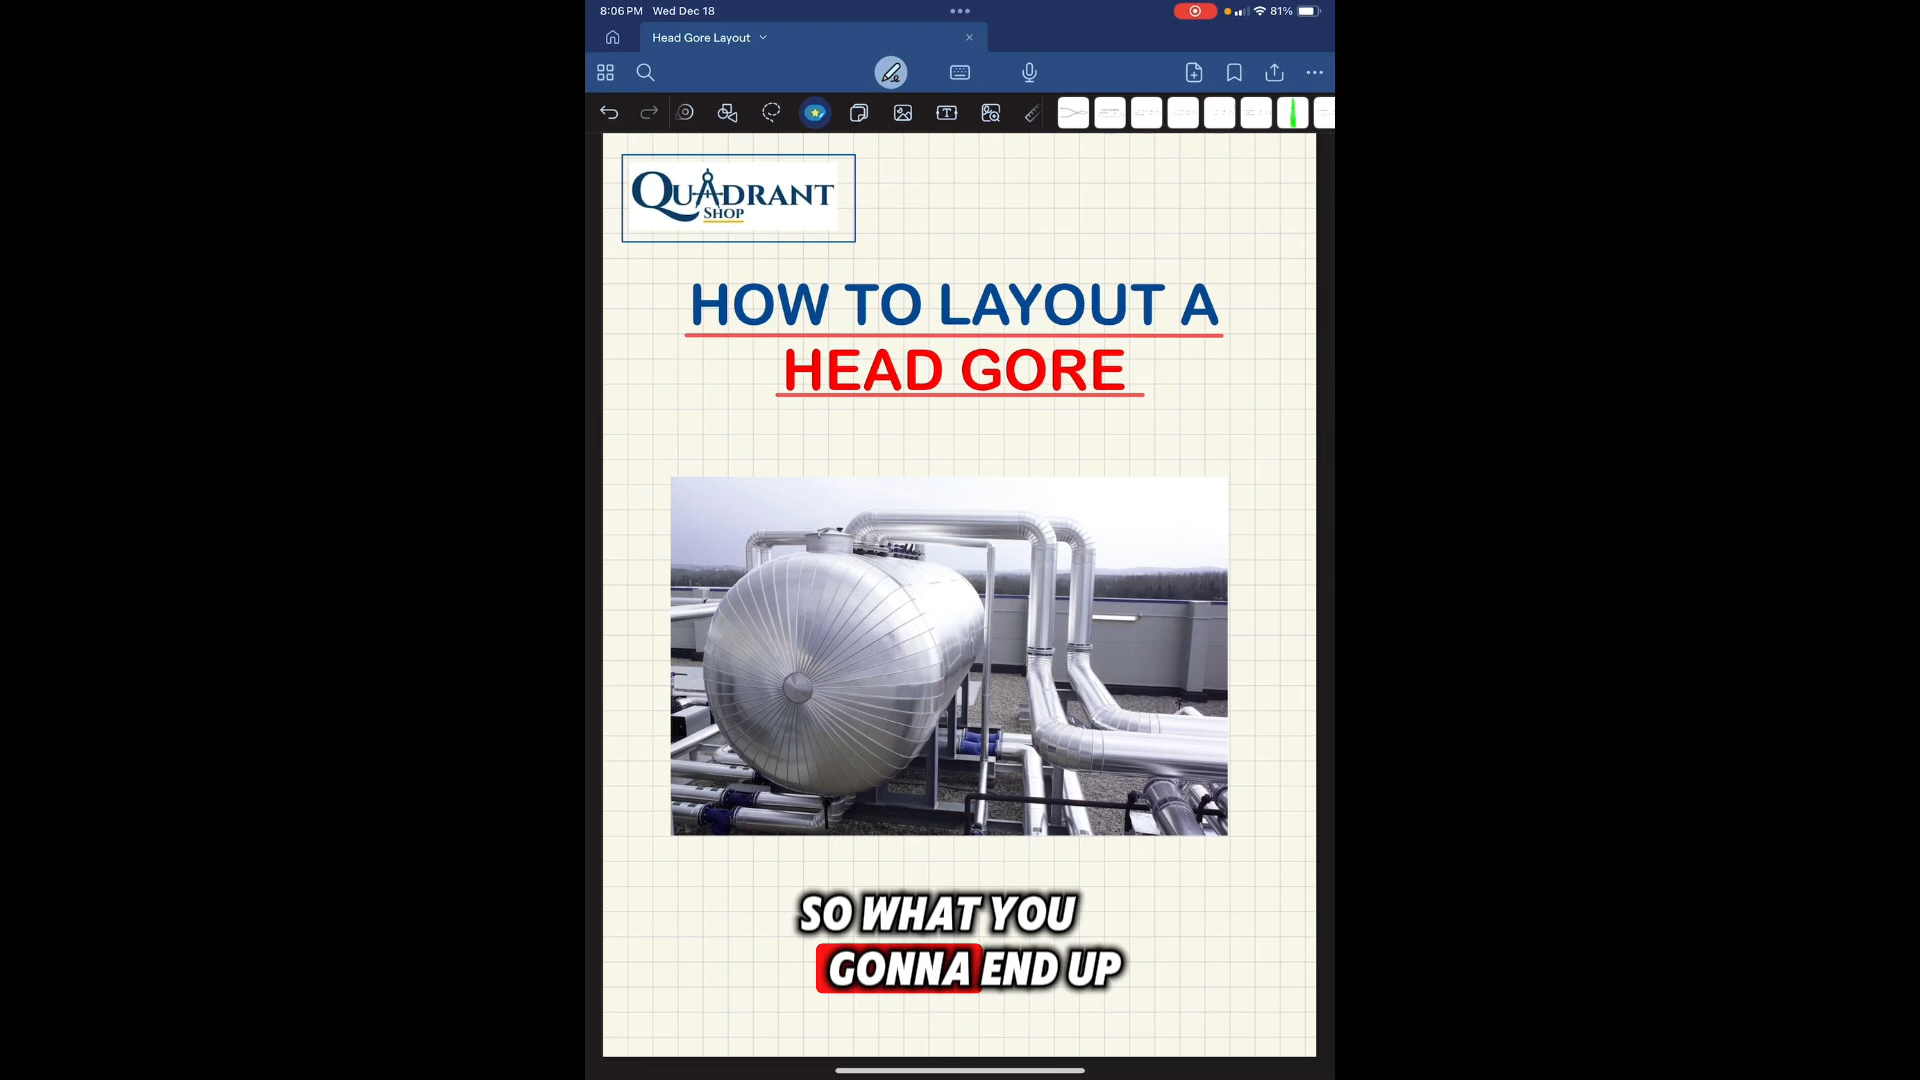 8:06 PM Wed Dec 18
81%
Head Gore Layout
QUADRANT
SHOP
HOW TO LAYOUT A
HEAD GORE
SO WHAT YOU
GONNA END UP